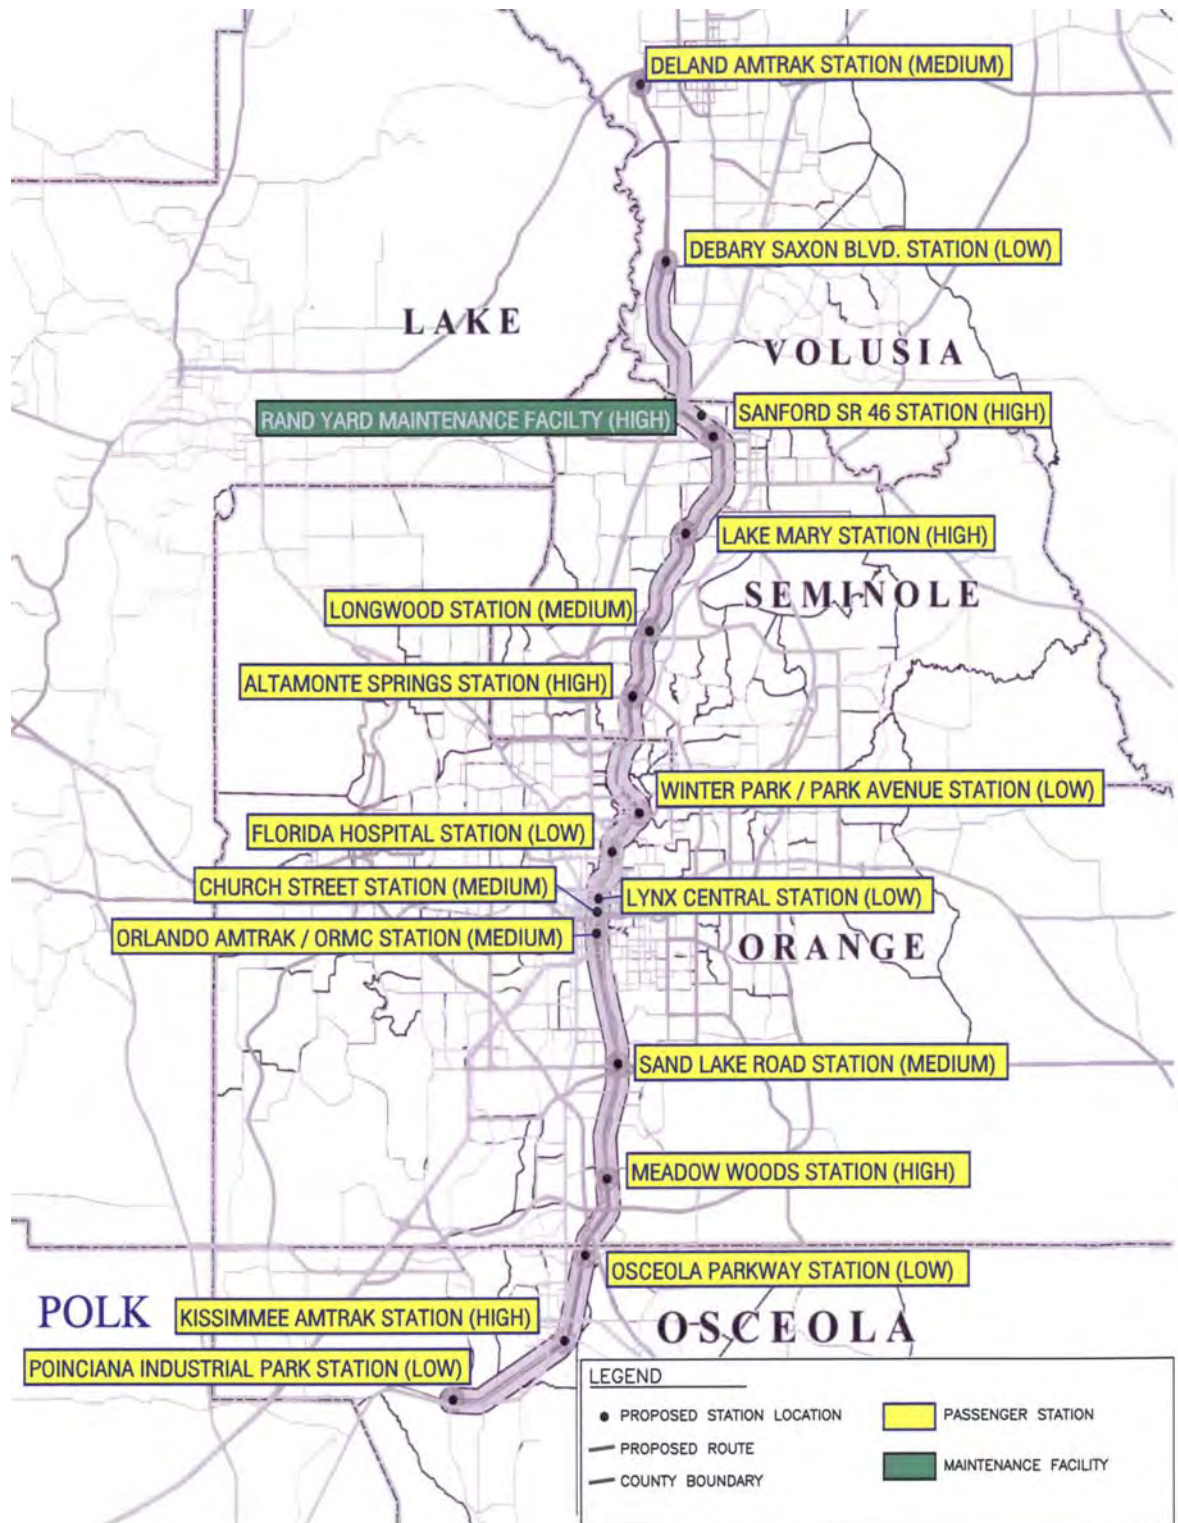 DELAND AMTRAK STATION (MEDIUM)
DEBARY SAXON BLVD. STATION (LOW)
LAKE
VOLUSIA
RAND YARD MAINTENANCE FACILTY (HIGH)
SANFORD SR 46 STATION (HIGH)
LAKE MARY STATION (HIGH)
SEMINOLE
LONGWOOD STATION (MEDIUM)
ALTAMONTE SPRINGS STATION (HIGH)
WINTER PARK / PARK AVENUE STATION (LOW)
FLORIDA HOSPITAL STATION (LOW)
CHURCH STREET STATION (MEDIUM)
LYNX CENTRAL STATION (LOW)
ORLANDO AMTRAK / ORMC STATION (MEDIUM)
ORANGE
SAND LAKE ROAD STATION (MEDIUM)
MEADOW WOODS STATION (HIGH)
OSCEOLA PARKWAY STATION (LOW)
POLK
KISSIMMEE AMTRAK STATION (HIGH)
OSCEOLA
POINCIANA INDUSTRIAL PARK STATION (LOW)
LEGEND
PROPOSED STATION LOCATION
PASSENGER STATION
PROPOSED ROUTE
MAINTENANCE FACILITY
COUNTY BOUNDARY